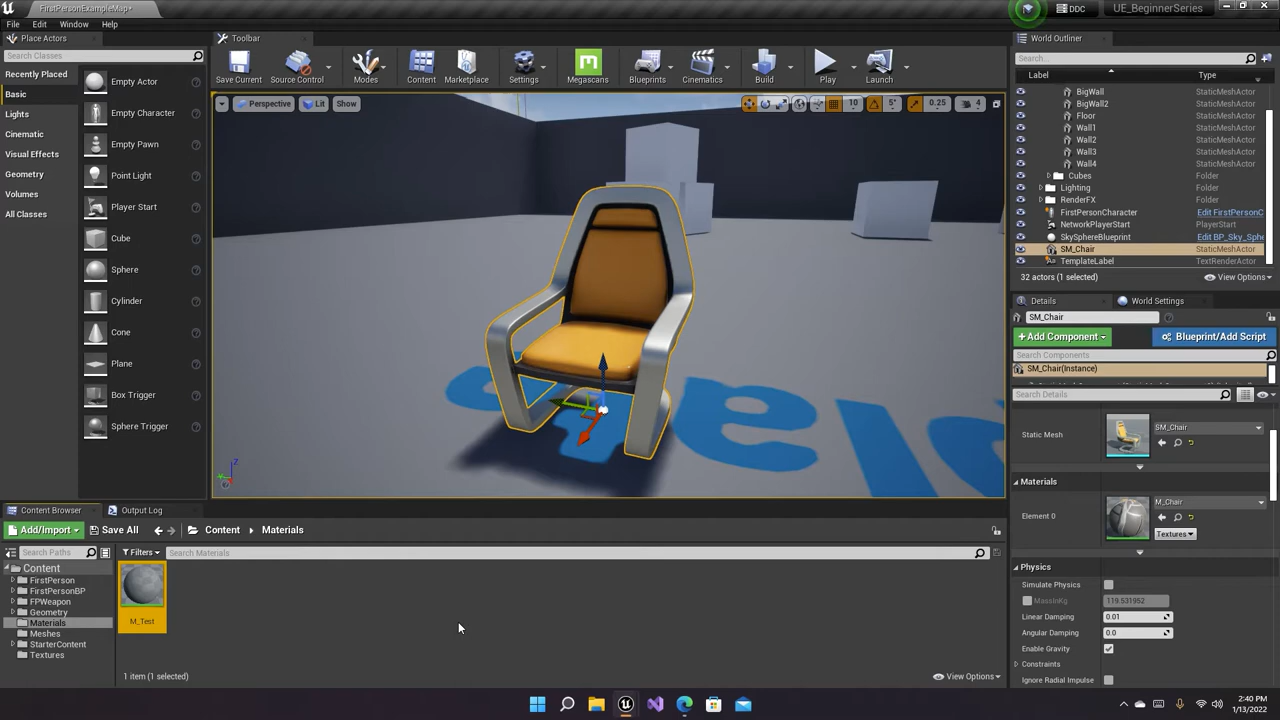 FirstPersonExampleMap*
DDC
UE_BeginnerSeries
File Edit Window Help
Place Actors
Toolbar
World Outliner
Search Classes
Save Current
Source Control
Modes
Content
Marketplace
Settings
Megascans
Blueprints
Cinematics
Build
Play
Launch
Search...
Label Type
Recently Placed
Basic
Lights
Cinematic
Visual Effects
Geometry
Volumes
All Classes
Empty Actor
Empty Character
Empty Pawn
Point Light
Player Start
Cube
Sphere
Cylinder
Cone
Plane
Box Trigger
Sphere Trigger
Perspective Lit Show
10 5° 0.25 4
BigWall StaticMeshActor
BigWall2 StaticMeshActor
Floor StaticMeshActor
Wall1 StaticMeshActor
Wall2 StaticMeshActor
Wall3 StaticMeshActor
Wall4 StaticMeshActor
Cubes Folder
Lighting Folder
RenderFX Folder
FirstPersonCharacter Edit FirstPersonC
NetworkPlayerStart PlayerStart
SkySphereBlueprint Edit BP_Sky_Sphe
SM_Chair StaticMeshActor
TemplateLabel TextRenderActor
32 actors (1 selected) View Options
Details World Settings
SM_Chair
+Add Component Blueprint/Add Script
Search Components
SM_Chair(Instance)
Search Details
Static Mesh SM_Chair
Materials
Element 0 M_Chair
Textures
Physics
Simulate Physics
MassInKg 119.531952
Linear Damping 0.01
Angular Damping 0.0
Enable Gravity
Constraints
Ignore Radial Impulse
Z
Content Browser Output Log
Add/Import Save All Content Materials
Search Paths Filters Search Materials
Content
FirstPerson
FirstPersonBP
FPWeapon
Geometry
Materials
Meshes
StarterContent
Textures
M_Test
1 item (1 selected) View Options
2:40 PM
1/13/2022